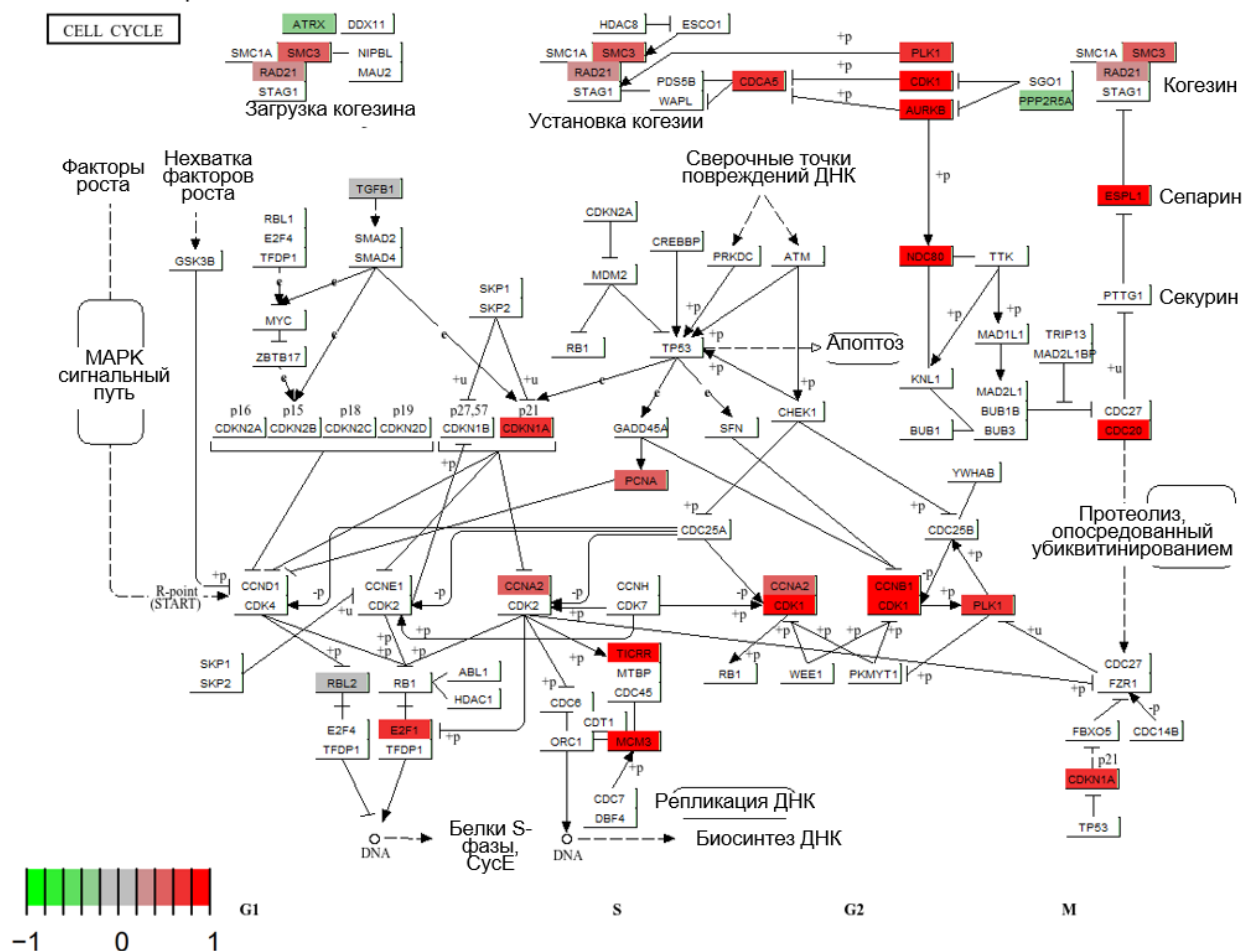 CELL CYCLE
ATRX
DDX11
SMC1A
SMC3
NIPBL
RAD21
MAU2
STAG1
Загрузка когезина
HDAC8
ESCO1
SMC1A
SMC3
RAD21
STAG1
PDS5B
WAPL
CDCA5
Установка когезии
+p
PLK1
+p
CDK1
AURKB
+p
SGO1
PPP2R5A
SMC1A
SMC3
RAD21
STAG1
Когезин
Факторы
роста
Нехватка
факторов
роста
TGFB1
Сверочные точки
повреждений ДНК
+p
ESPL1
Сепарин
RBL1
E2F4
TFDP1
SMAD2
SMAD4
CDKN2A
CREBBP
PRKDC
ATM
NDC80
TTK
GSK3B
MDM2
SKP1
SKP2
e
e
MYC
ZBTB17
e
e
e
RB1
TP53
+p
+p
+p
+p
Апоптоз
+p
+p
MAD1L1
TRIP13
MAD2L1BP
PTTG1
Секурин
МАРК
сигнальный
путь
+u
+u
e
e
e
+p
KNL1
MAD2L1
BUB1B
BUB3
BUB1
+u
CDC27
CDC20
p16
CDKN2A
p15
CDKN2B
p18
CDKN2C
p19
CDKN2D
p27,57
CDKN1B
p21
CDKN1A
GADD45A
SFN
CHEK1
+p
PCNA
+p
+p
YWHAB
CDC25A
CDC25B
Протеолиз,
опосредованный
убиквитинированием
R-point
(START)
+p
CCND1
CDK4
-p
CCNE1
CDK2
-p
+u
CCNA2
CDK2
-p
+p
CCNH
CDK7
-p
+p
CCNA2
CDK1
CCNB1
CDK1
-p
+p
+p
PLK1
+u
SKP1
SKP2
+p
+p
+p
+p
RBL2
RB1
ABL1
HDAC1
+p
+p
TICRR
MTBP
CDC45
+p
RB1
+p
WEE1
+p
PKMYT1
+p
+p
CDC27
FZR1
E2F4
TFDP1
E2F1
TFDP1
+p
CDC6
CDT1
ORC1
MCM3
+p
CDC7
DBF4
FBXO5
-p
CDC14B
p21
CDKN1A
TP53
DNA
Белки S-
фазы,
CycE
DNA
Репликация ДНК
Биосинтез ДНК
G1
S
G2
M
−1
0
1